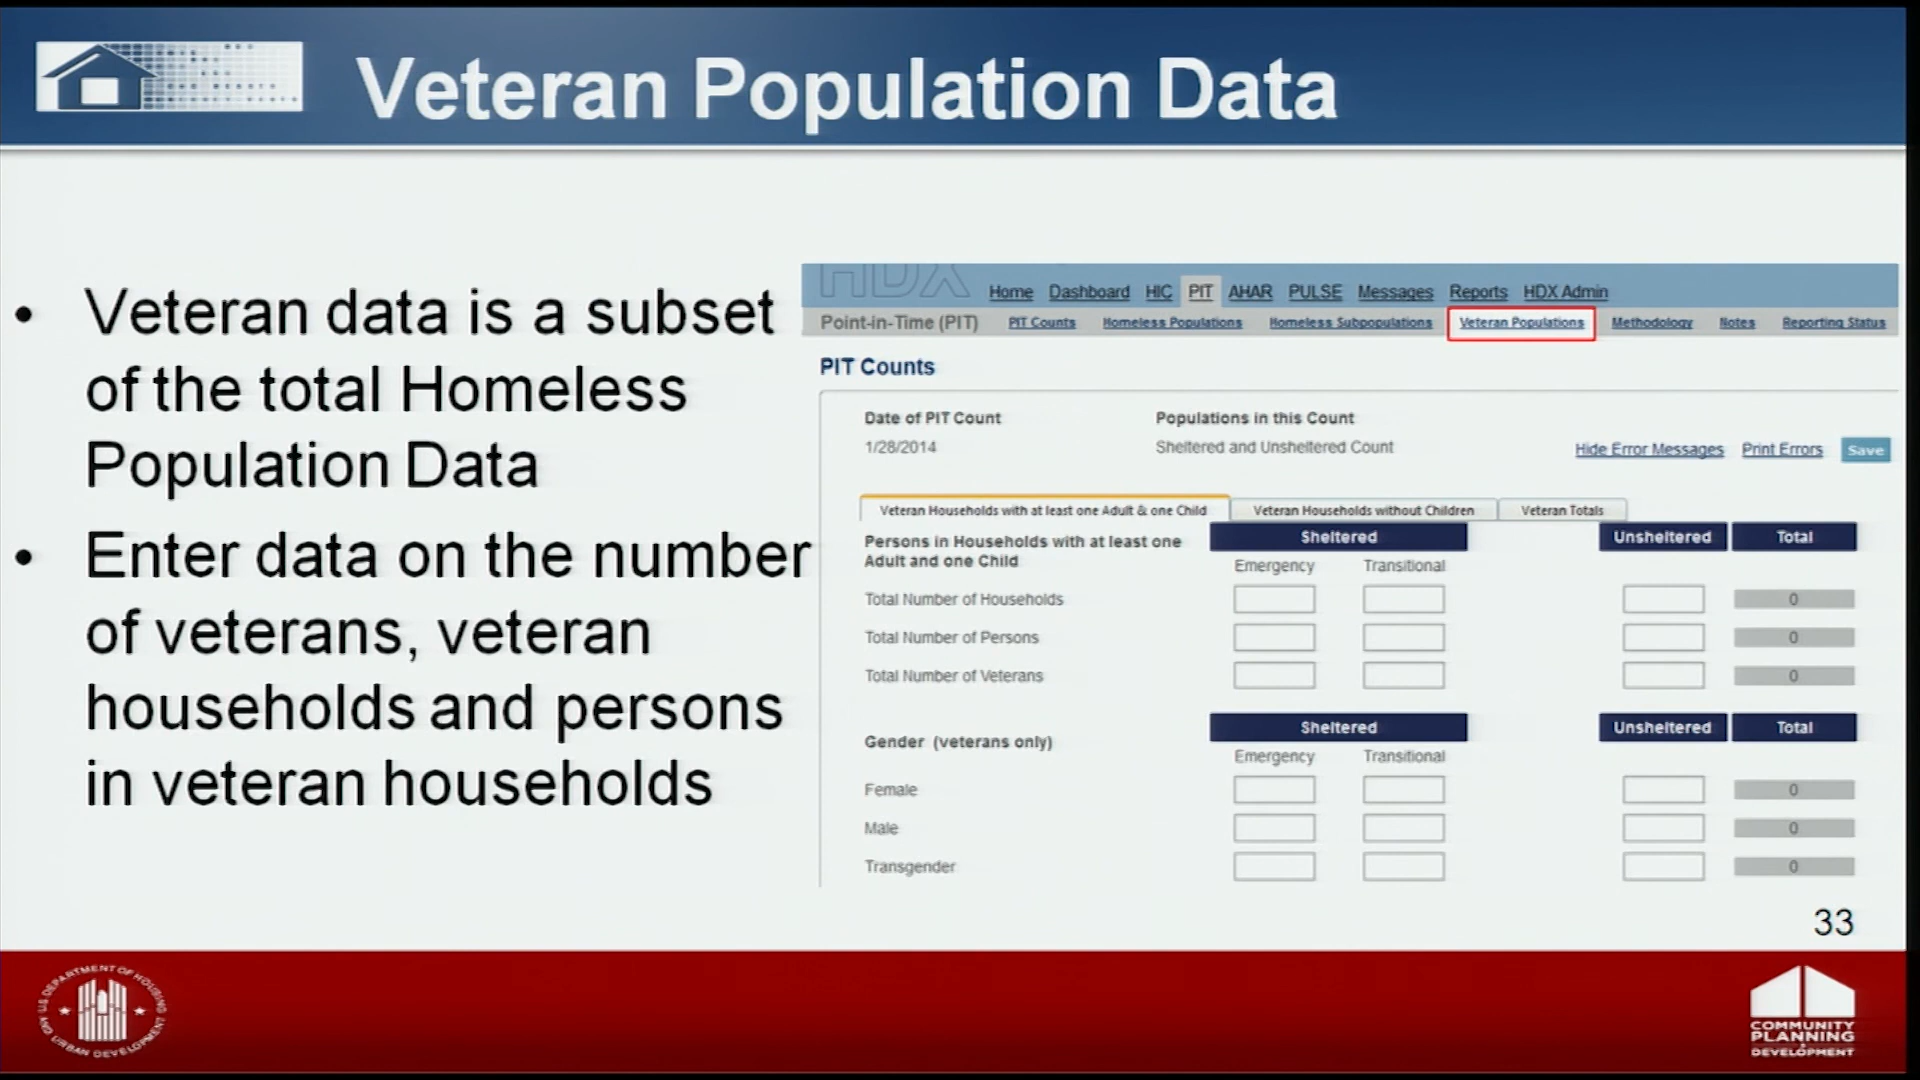 Veteran Population Data
• Veteran data is a subset
of the total Homeless
Population Data
• Enter data on the number
of veterans, veteran
households and persons
in veteran households
HDX
Home Dashboard HIC PIT AHAR PULSE Messages Reports HDX Admin
Point-in-Time (PIT) PIT Counts Homeless Populations Homeless Subpopulations Veteran Populations Methodology Notes Reporting Status
PIT Counts
Date of PIT Count Populations in this Count
1/28/2014 Sheltered and Unsheltered Count Hide Error Messages Print Errors Save
Veteran Households with at least one Adult & one Child Veteran Households without Children Veteran Totals
Persons in Households with at least one
Adult and one Child
Sheltered Unsheltered Total
Emergency Transitional
Total Number of Households 0
Total Number of Persons 0
Total Number of Veterans 0
Gender (veterans only) Sheltered Unsheltered Total
Emergency Transitional
Female 0
Male 0
Transgender 0
33
U.S. DEPARTMENT OF HOUSING
AND URBAN DEVELOPMENT
COMMUNITY
PLANNING
DEVELOPMENT